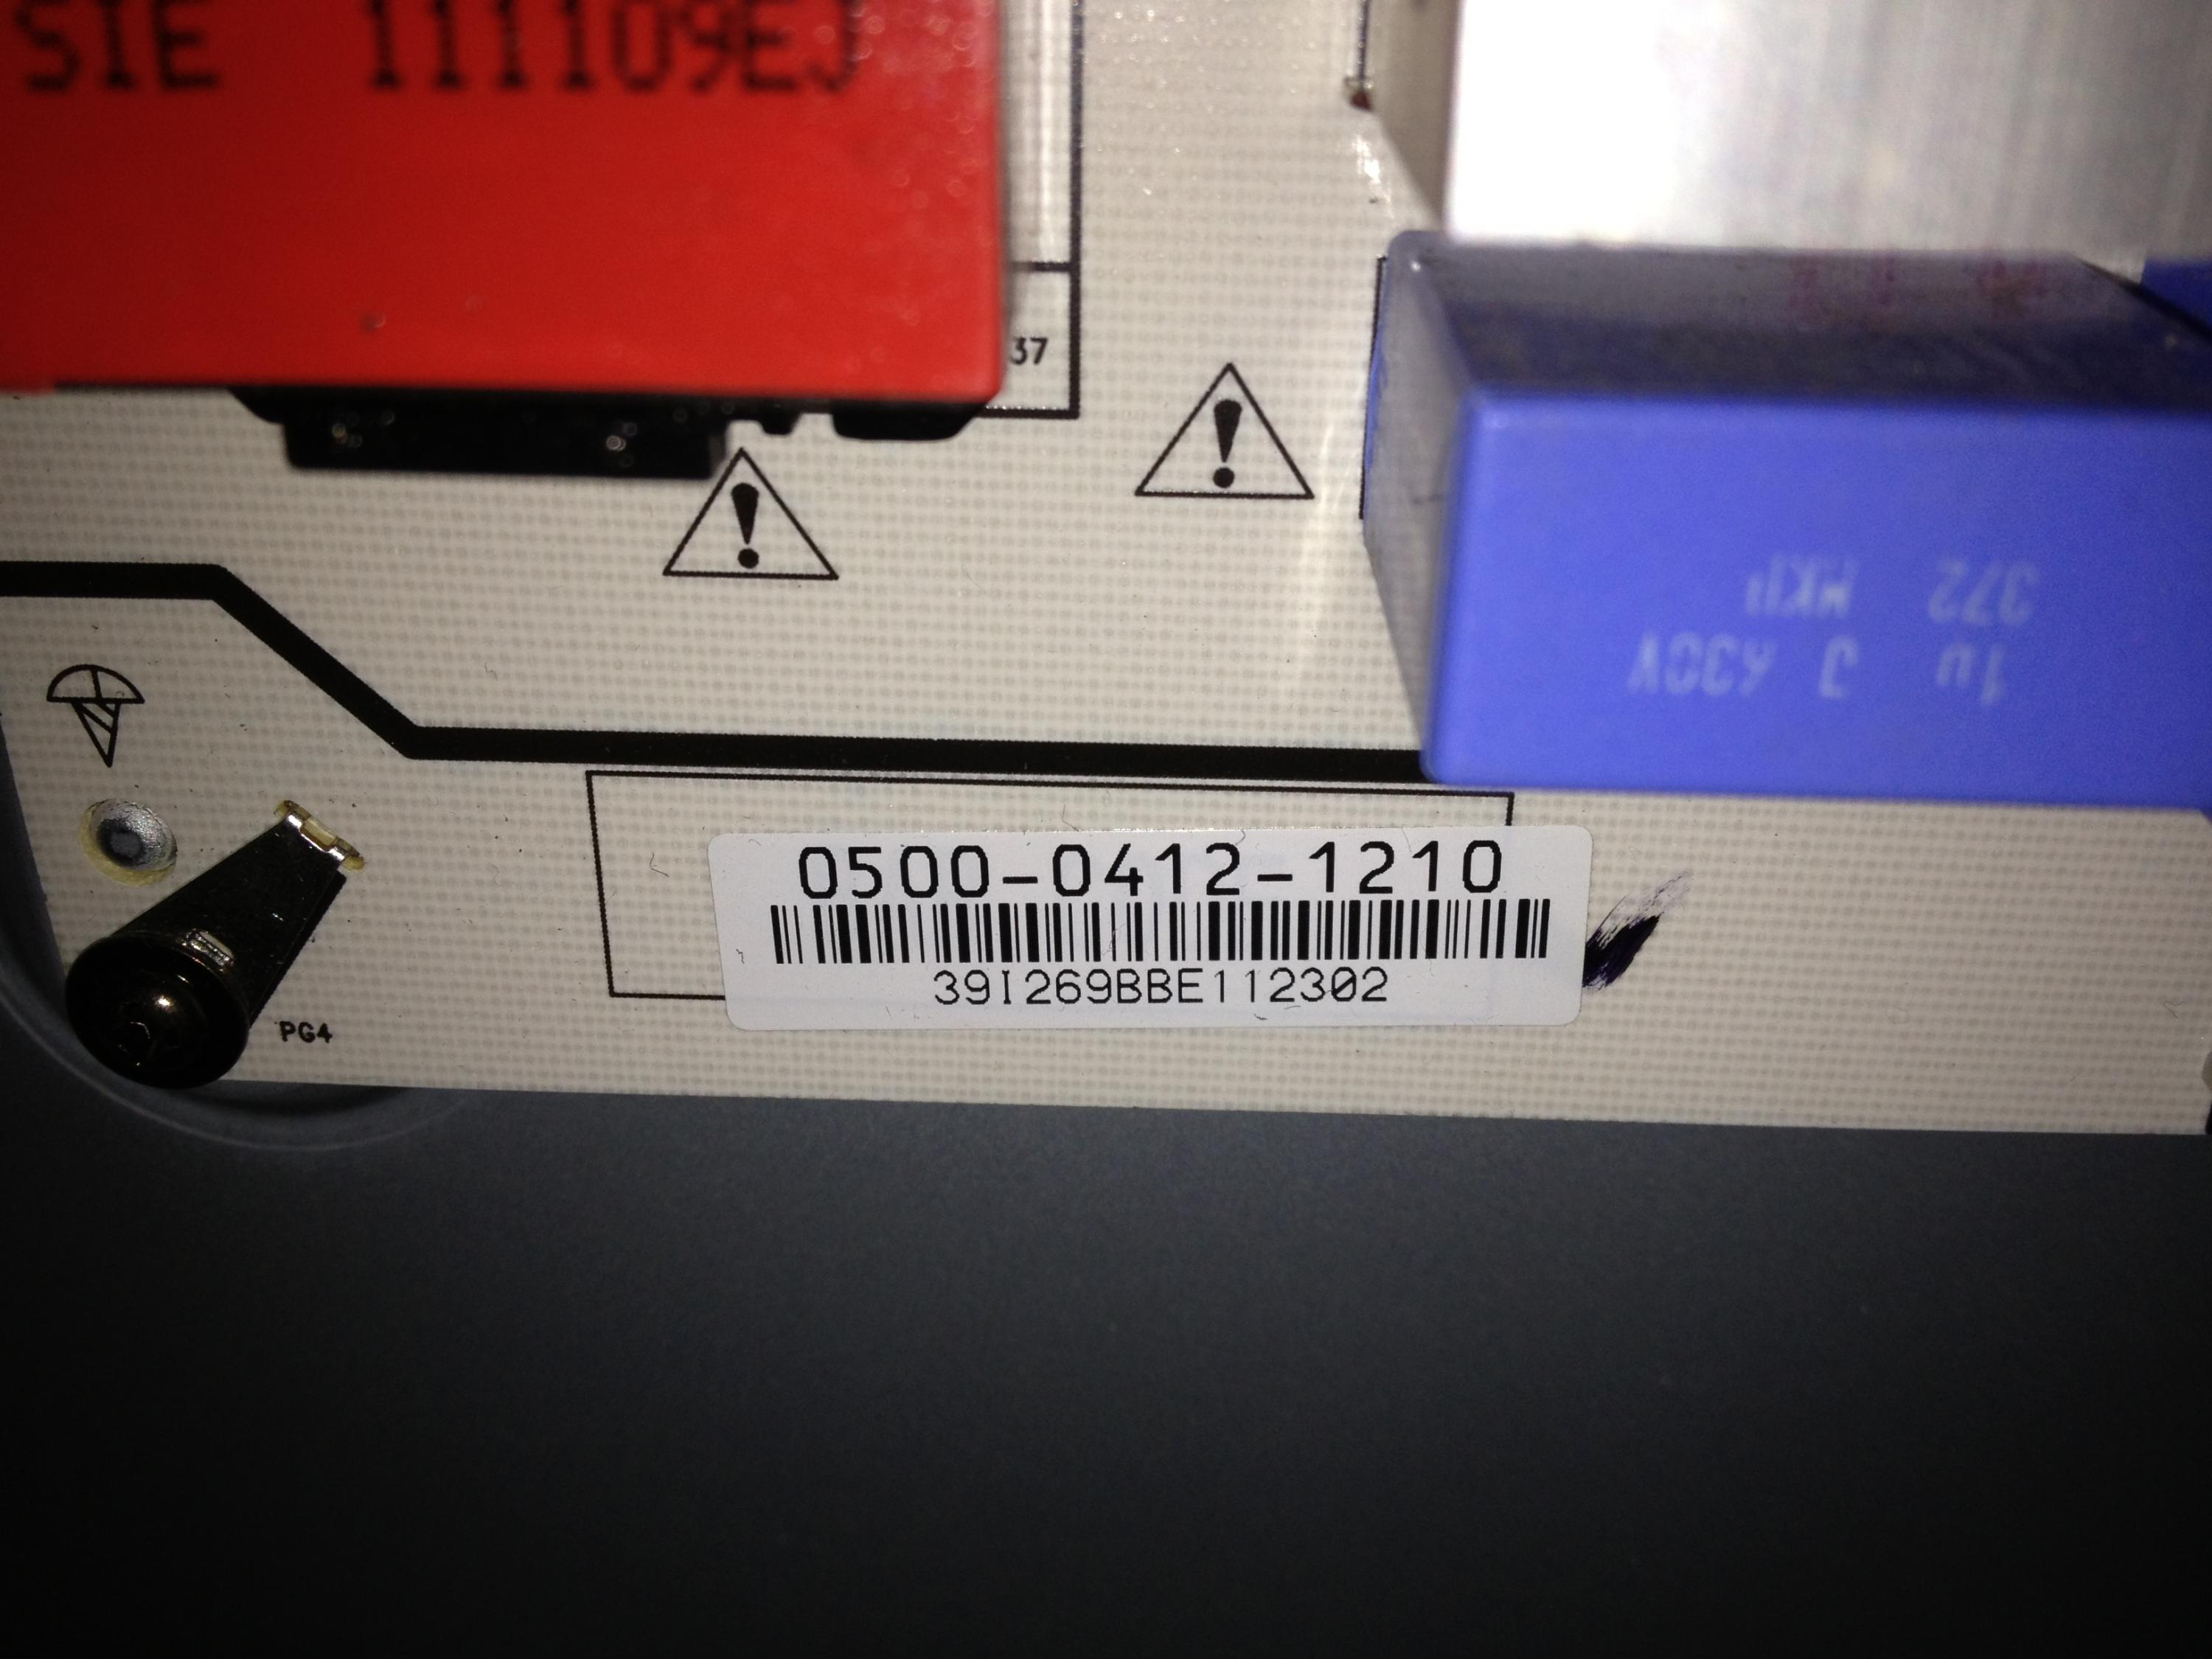 SIE 111109EJ
37
372 MKP
1u J 630V
0500-0412-1210
39I269BBE112302
PG4